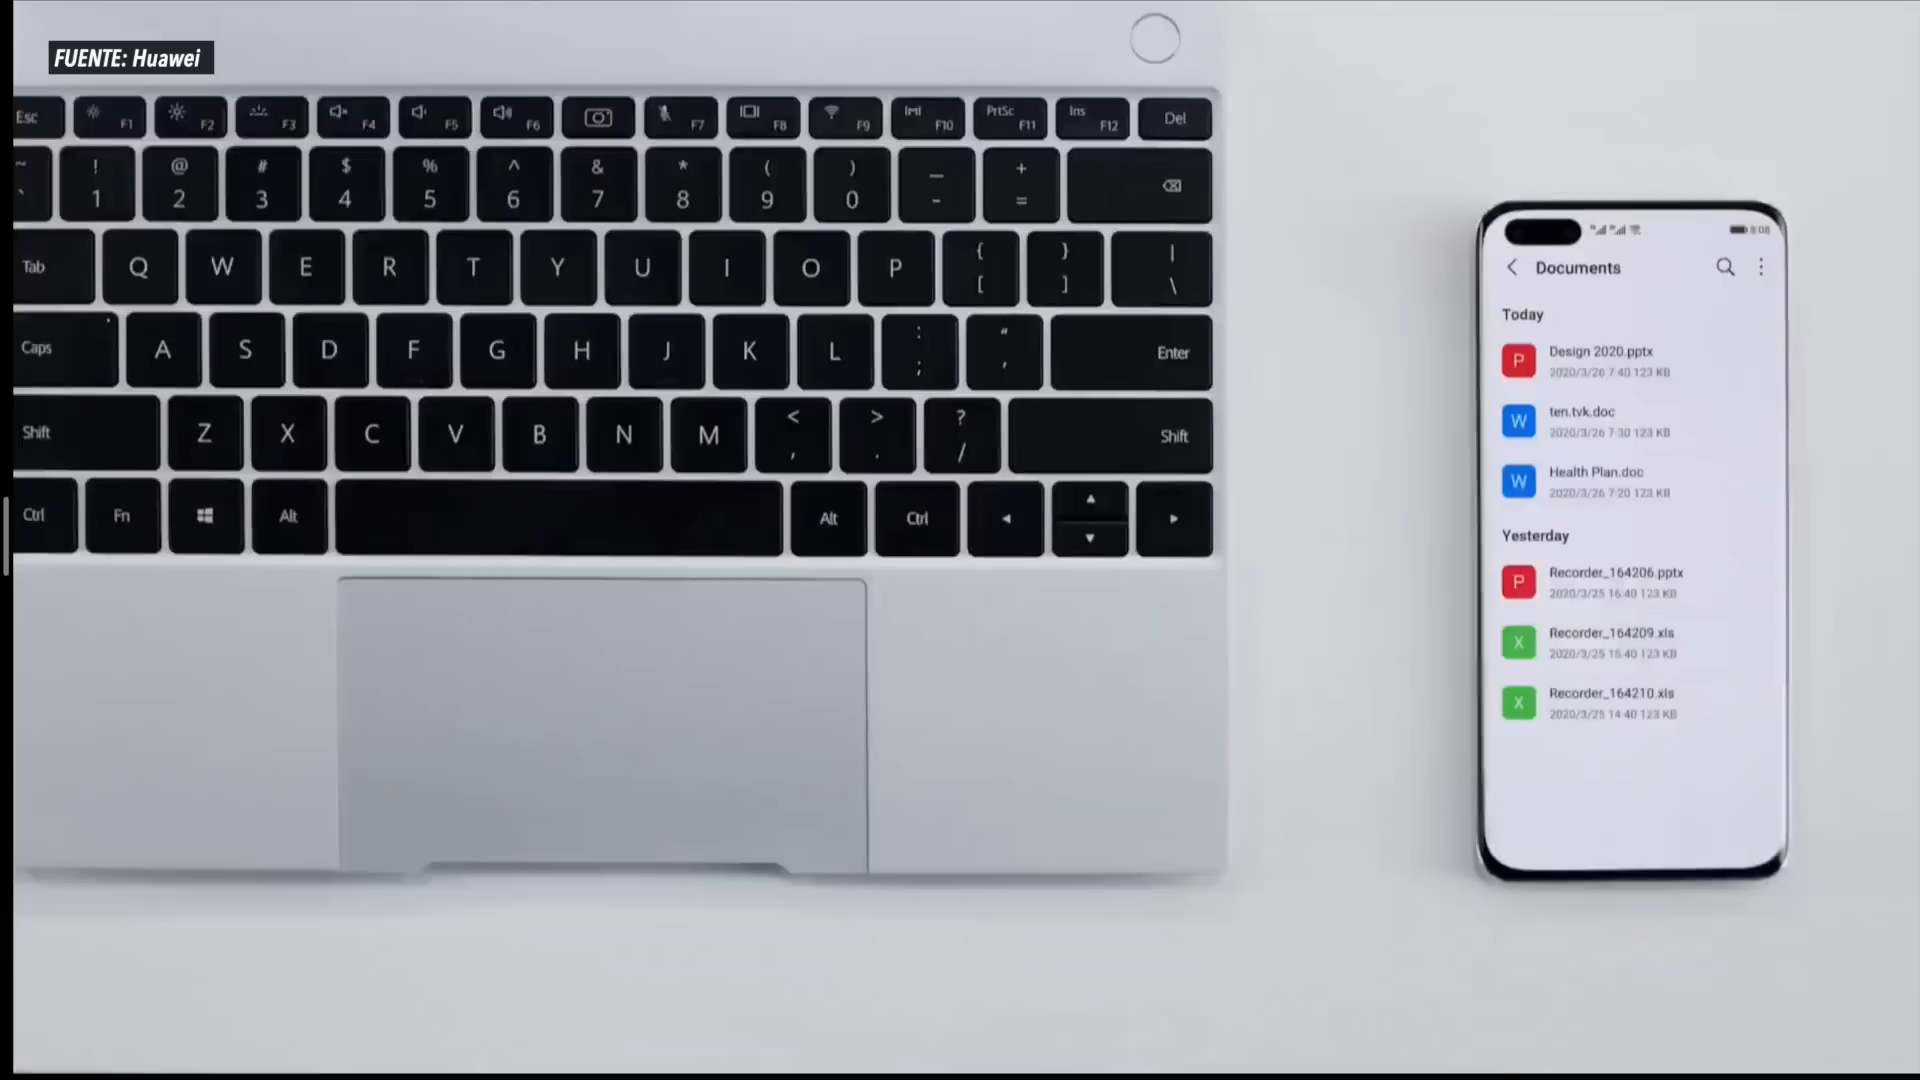 FUENTE: Huawei
Esc F1 F2 F3 F4 F5 F6 F7 F8 F9 F10 PrtSc F11 Ins F12 Del
~ ` ! 1 @ 2 # 3 $ 4 % 5 ^ 6 & 7 * 8 ( 9 ) 0 _ - + =
Tab Q W E R T Y U I O P { [ } ] | \
Caps A S D F G H J K L : ; " ' Enter
Shift Z X C V B N M < , > . ? / Shift
Ctrl Fn Alt Alt Ctrl
8:08
Documents
Today
P Design 2020.pptx
2020/3/26 7:40 123 KB
W ten.tvk.doc
2020/3/26 7:30 123 KB
W Health Plan.doc
2020/3/26 7:20 123 KB
Yesterday
P Recorder_164206.pptx
2020/3/25 16:40 123 KB
X Recorder_164209.xls
2020/3/25 15:40 123 KB
X Recorder_164210.xls
2020/3/25 14:40 123 KB